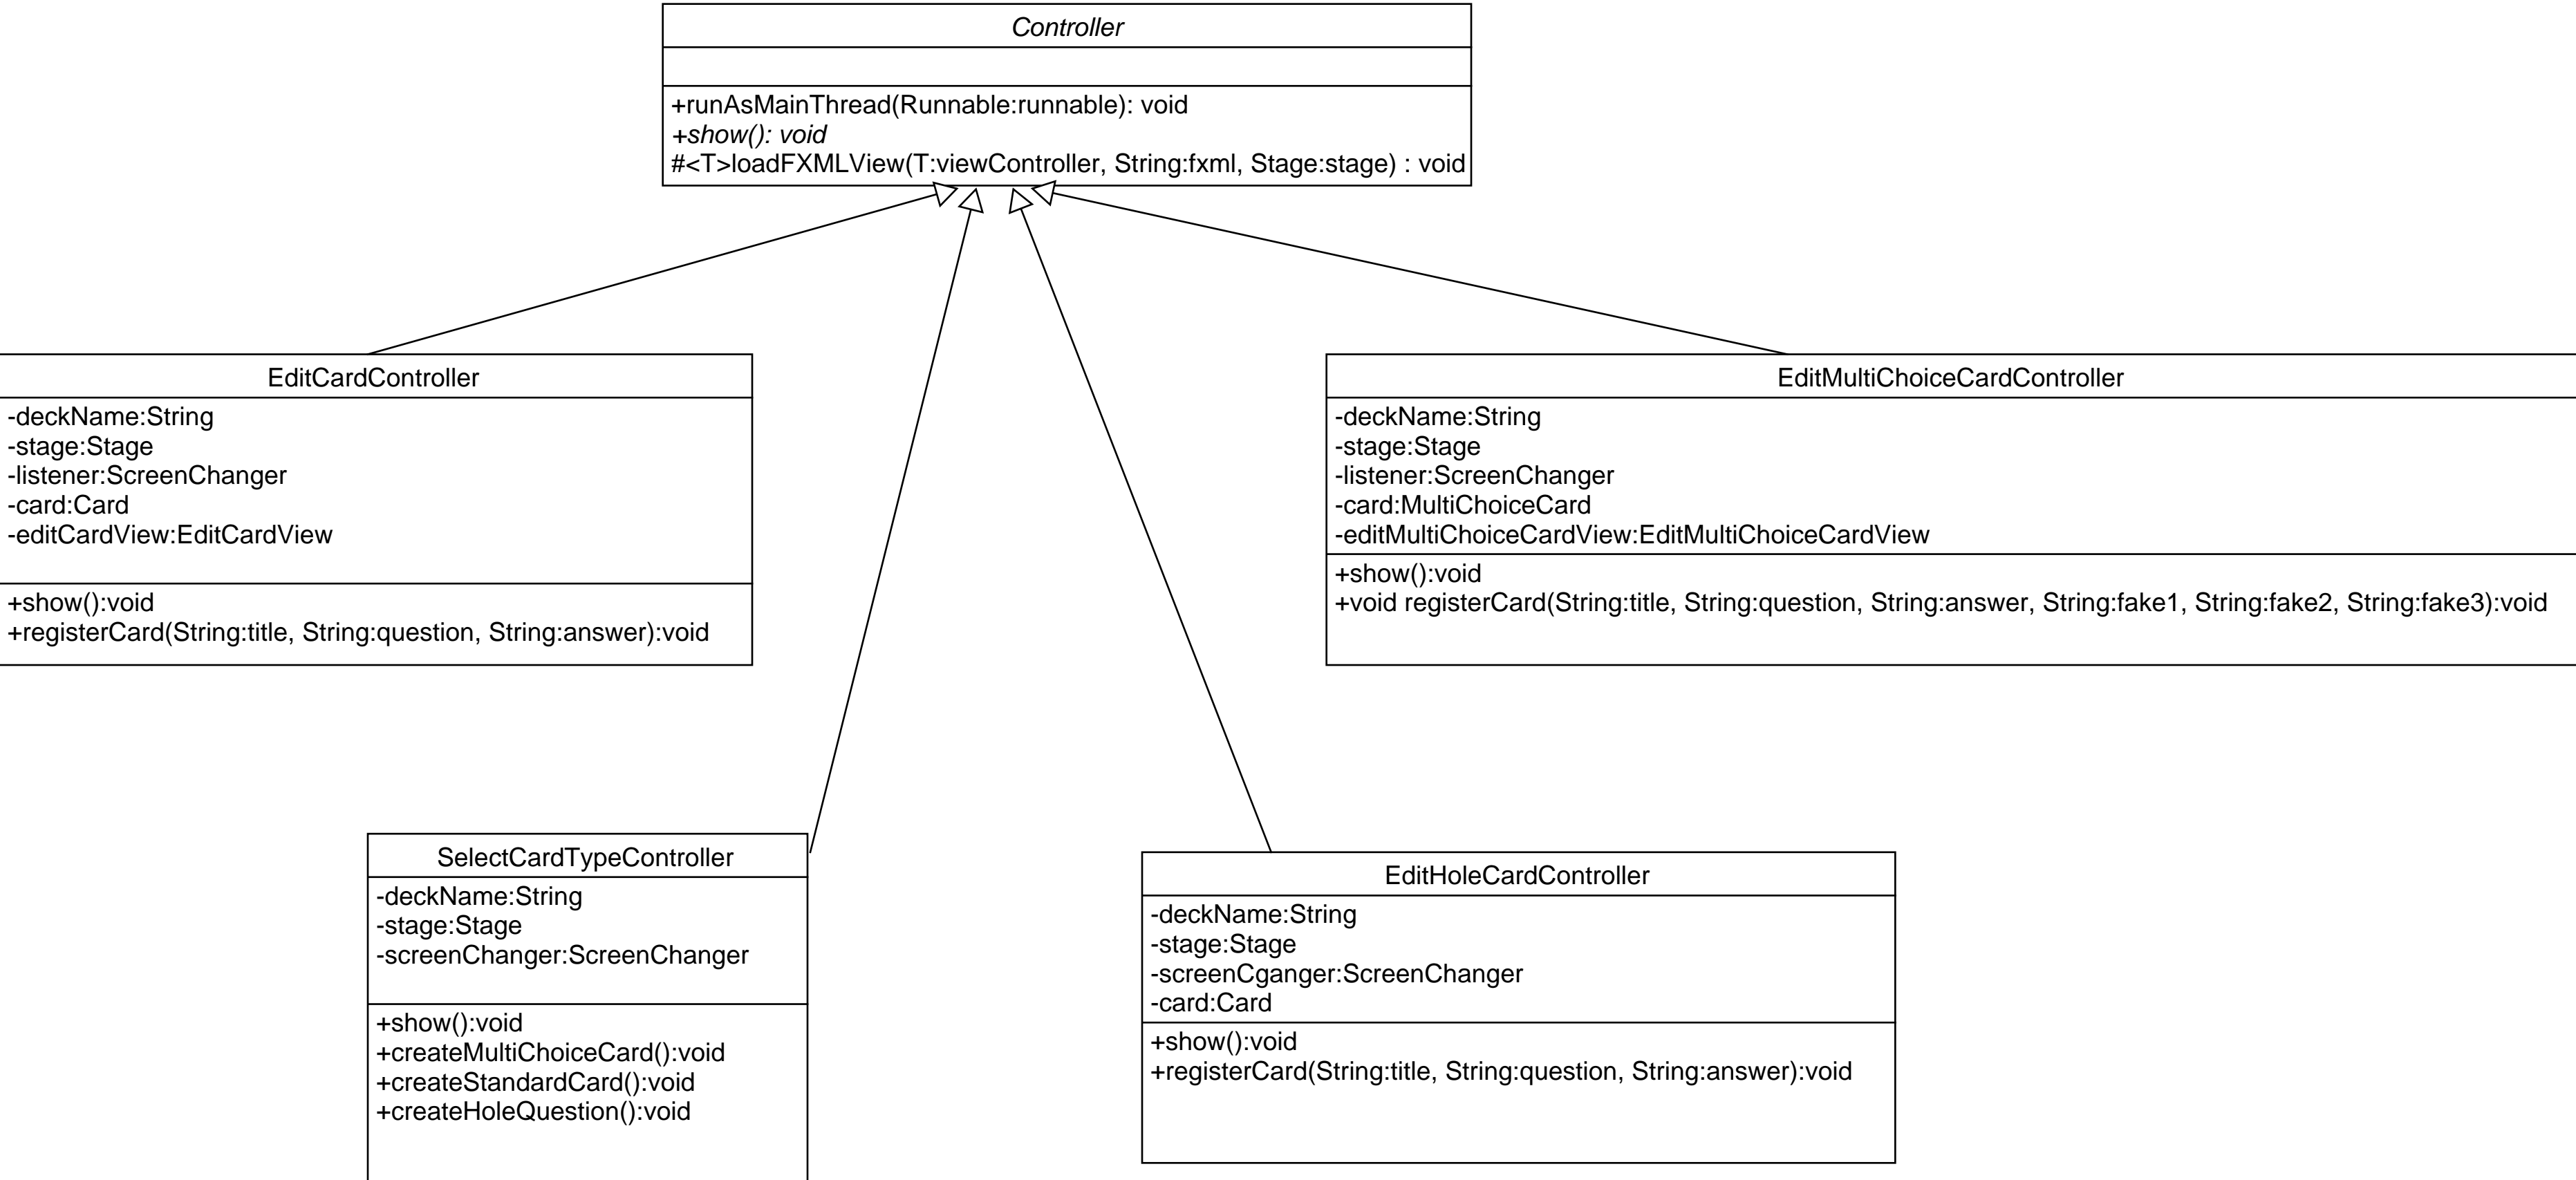 Controller
+runAsMainThread(Runnable:runnable): void
+show(): void
#<T>loadFXMLView(T:viewController, String:fxml, Stage:stage) : void
EditCardController
-deckName:String
-stage:Stage
-listener:ScreenChanger
-card:Card
-editCardView:EditCardView
+show():void
+registerCard(String:title, String:question, String:answer):void
EditMultiChoiceCardController
-deckName:String
-stage:Stage
-listener:ScreenChanger
-card:MultiChoiceCard
-editMultiChoiceCardView:EditMultiChoiceCardView
+show():void
+void registerCard(String:title, String:question, String:answer, String:fake1, String:fake2, String:fake3):void
SelectCardTypeController
-deckName:String
-stage:Stage
-screenChanger:ScreenChanger
+show():void
+createMultiChoiceCard():void
+createStandardCard():void
+createHoleQuestion():void
EditHoleCardController
-deckName:String
-stage:Stage
-screenCganger:ScreenChanger
-card:Card
+show():void
+registerCard(String:title, String:question, String:answer):void